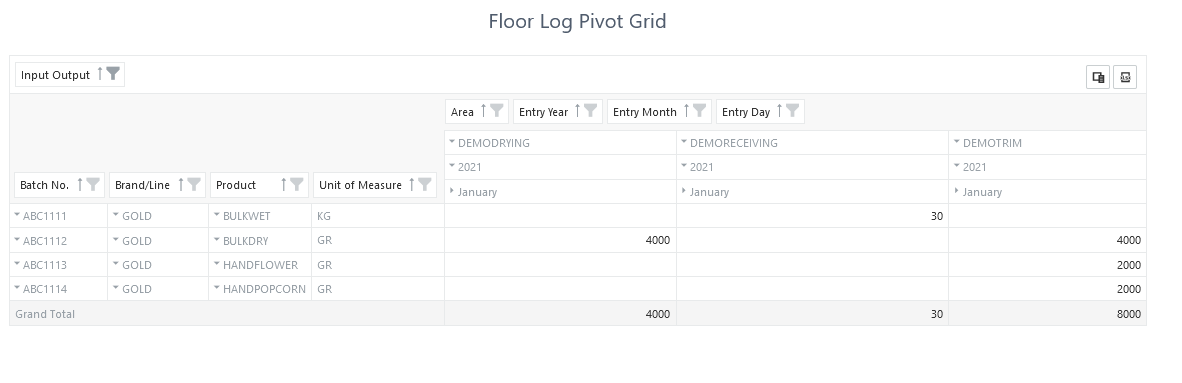 Floor Log Pivot Grid
Input Output
Area Entry Year Entry Month Entry Day
DEMODRYING DEMORECEIVING DEMOTRIM
2021 2021 2021
Batch No. Brand/Line Product Unit of Measure
January January January
ABC1111 GOLD BULKWET KG 30
ABC1112 GOLD BULKDRY GR 4000 4000
ABC1113 GOLD HANDFLOWER GR 2000
ABC1114 GOLD HANDPOPCORN GR 2000
Grand Total 4000 30 8000